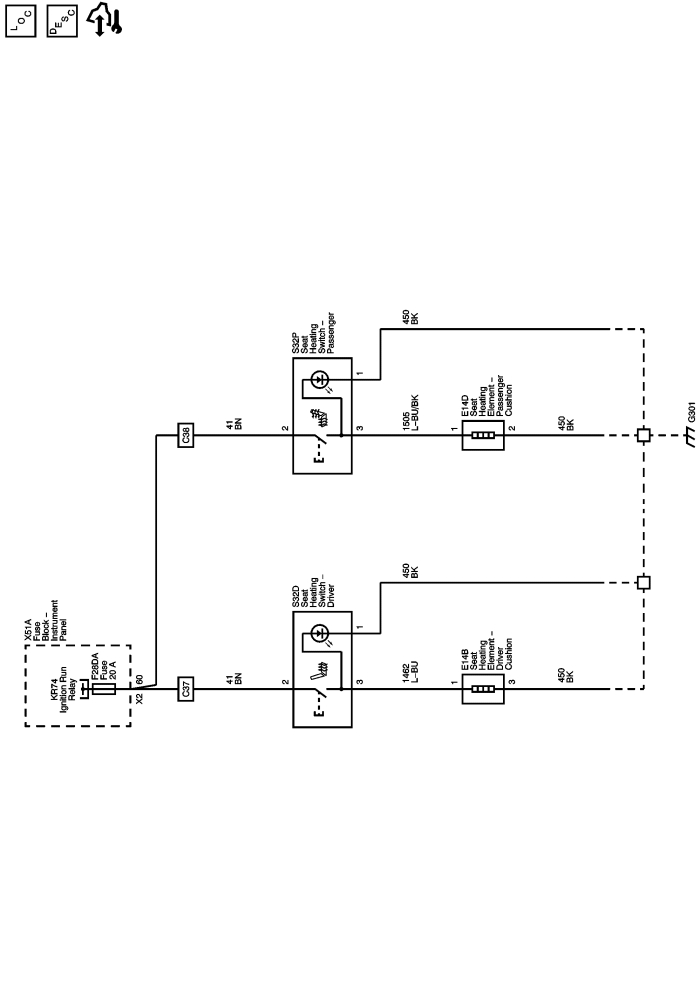 LOC
DESC
X51A
Fuse
Block –
Instrument
Panel
KR74
Ignition Run
Relay
F28DA
Fuse
20 A
X2
60
C37
C38
41
BN
41
BN
2
S32D
Seat
Heating
Switch –
Driver
1
3
2
S32P
Seat
Heating
Switch –
Passenger
1
3
450
BK
1462
L–BU
450
BK
1505
L–BU/BK
1
E14B
Seat
Heating
Element –
Driver
Cushion
3
1
E14D
Seat
Heating
Element –
Passenger
Cushion
2
450
BK
450
BK
G301